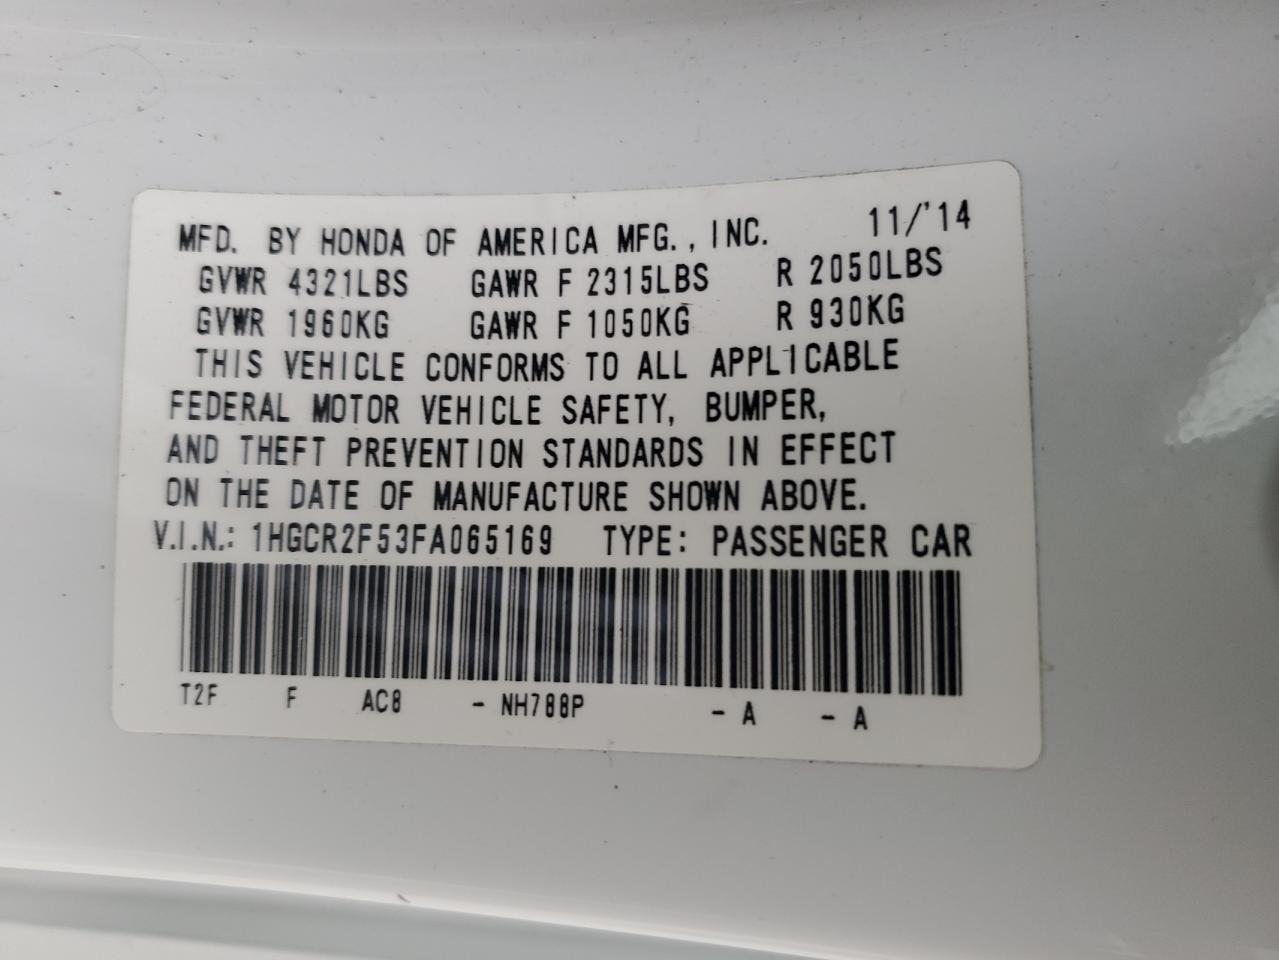 MFD. BY HONDA OF AMERICA MFG., INC. 11/'14
GVWR 4321LBS GAWR F 2315LBS R 2050LBS
GVWR 1960KG GAWR F 1050KG R 930KG
THIS VEHICLE CONFORMS TO ALL APPLICABLE
FEDERAL MOTOR VEHICLE SAFETY, BUMPER,
AND THEFT PREVENTION STANDARDS IN EFFECT
ON THE DATE OF MANUFACTURE SHOWN ABOVE.
V.I.N.: 1HGCR2F53FA065169 TYPE: PASSENGER CAR
T2F F AC8 - NH788P - A - A